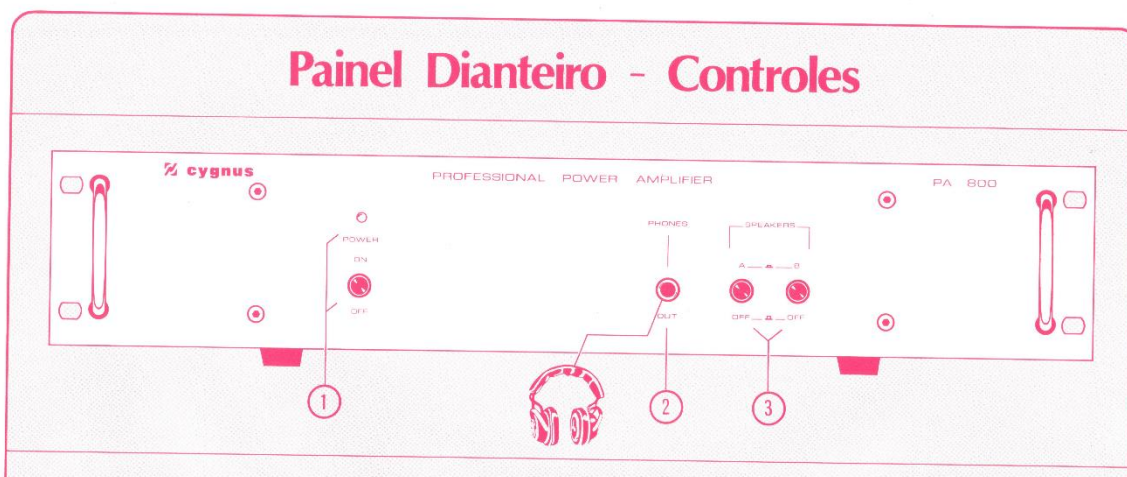 Painel Dianteiro - Controles
cygnus
PROFESSIONAL POWER AMPLIFIER
PA 800
POWER
ON
OFF
PHONES
OUT
SPEAKERS
A B
OFF OFF
1
2
3